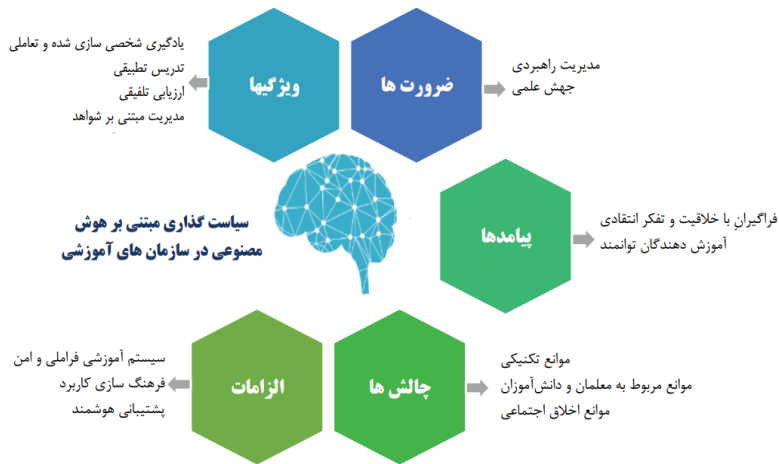 ضرورت ها
مدیریت راهبردی
جهش علمی
ویژگیها
یادگیری شخصی سازی شده و تعاملی
تدریس تطبیقی
ارزیابی تلفیقی
مدیریت مبتنی بر شواهد
سیاست گذاری مبتنی بر هوش
مصنوعی در سازمان های آموزشی
پیامدها
فراگیرانِ با خلاقیت و تفکر انتقادی
آموزش دهندگان توانمند
چالش ها
موانع تکنیکی
موانع مربوط به معلمان و دانش‌آموزان
موانع اخلاق اجتماعی
الزامات
سیستم آموزشی فراملی و امن
فرهنگ سازی کاربرد
پشتیبانی هوشمند